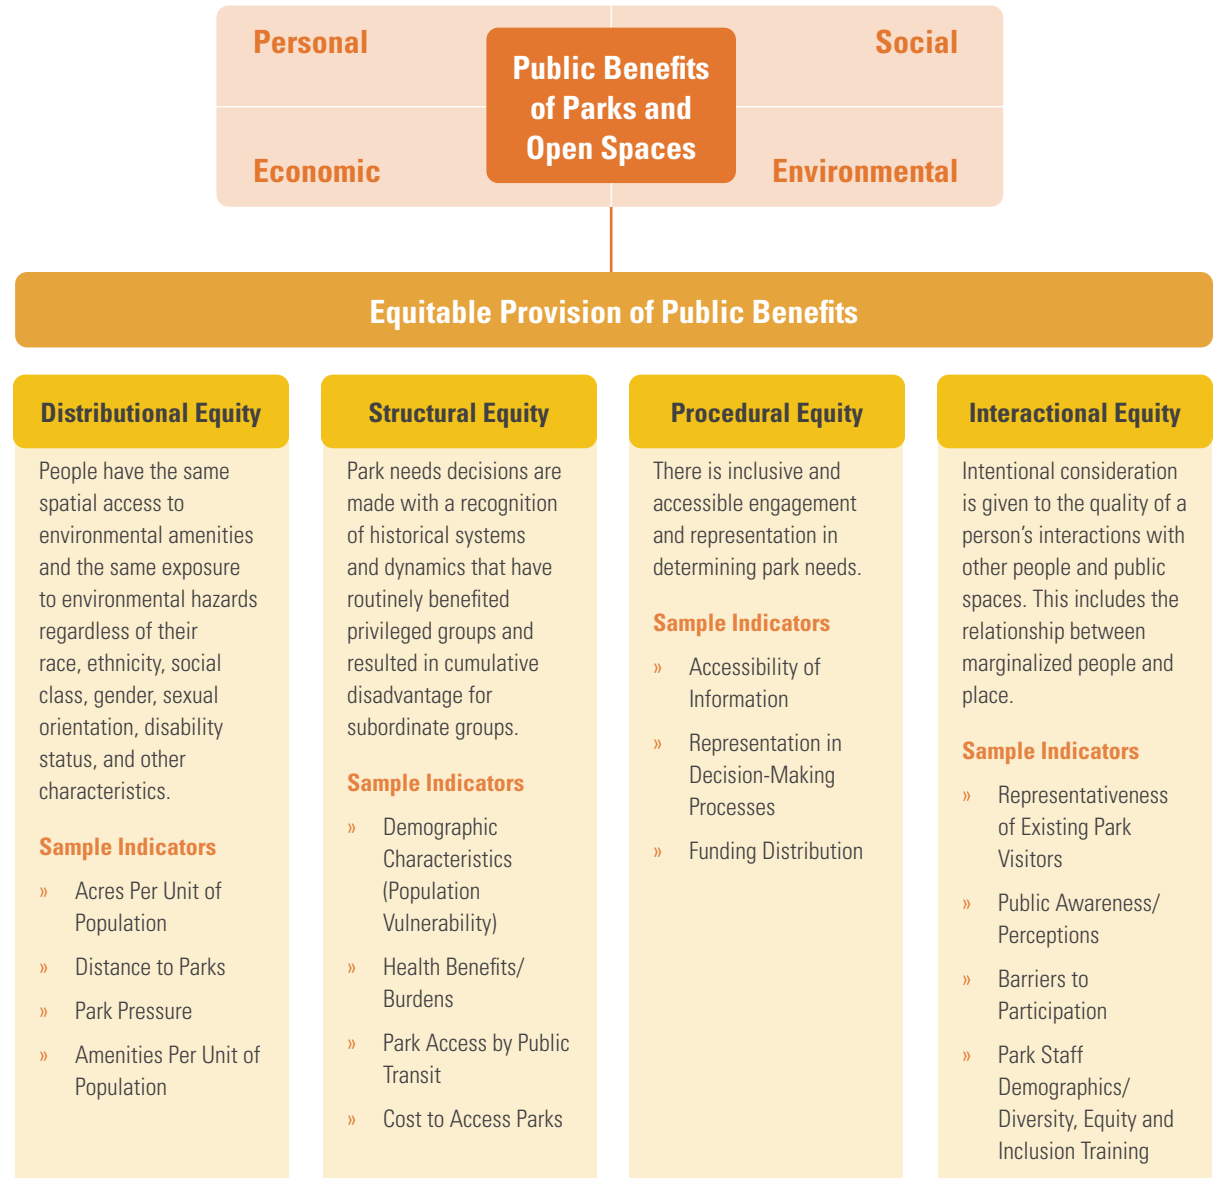 Personal
Social
Public Benefits
of Parks and
Open Spaces
Economic
Environmental
Equitable Provision of Public Benefits
Distributional Equity
People have the same
spatial access to
environmental amenities
and the same exposure
to environmental hazards
regardless of their
race, ethnicity, social
class, gender, sexual
orientation, disability
status, and other
characteristics.
Sample Indicators
» Acres Per Unit of
Population
» Distance to Parks
» Park Pressure
» Amenities Per Unit of
Population
Structural Equity
Park needs decisions are
made with a recognition
of historical systems
and dynamics that have
routinely benefited
privileged groups and
resulted in cumulative
disadvantage for
subordinate groups.
Sample Indicators
» Demographic
Characteristics
(Population
Vulnerability)
» Health Benefits/
Burdens
» Park Access by Public
Transit
» Cost to Access Parks
Procedural Equity
There is inclusive and
accessible engagement
and representation in
determining park needs.
Sample Indicators
» Accessibility of
Information
» Representation in
Decision-Making
Processes
» Funding Distribution
Interactional Equity
Intentional consideration
is given to the quality of a
person’s interactions with
other people and public
spaces. This includes the
relationship between
marginalized people and
place.
Sample Indicators
» Representativeness
of Existing Park
Visitors
» Public Awareness/
Perceptions
» Barriers to
Participation
» Park Staff
Demographics/
Diversity, Equity and
Inclusion Training